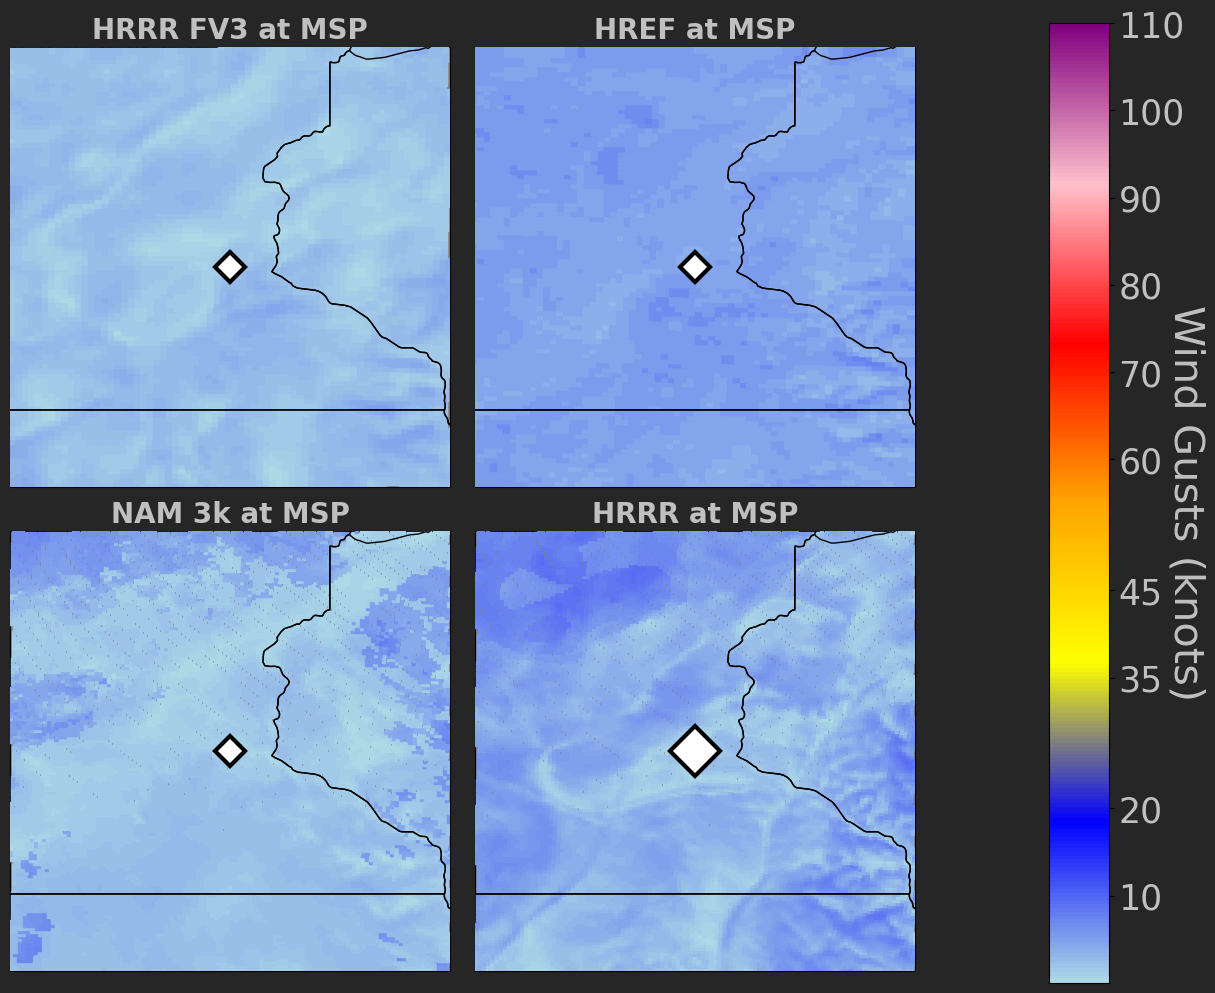 HRRR FV3 at MSP
HREF at MSP
NAM 3k at MSP
HRRR at MSP
110
100
90
80
70
60
45
35
20
10
Wind Gusts (knots)